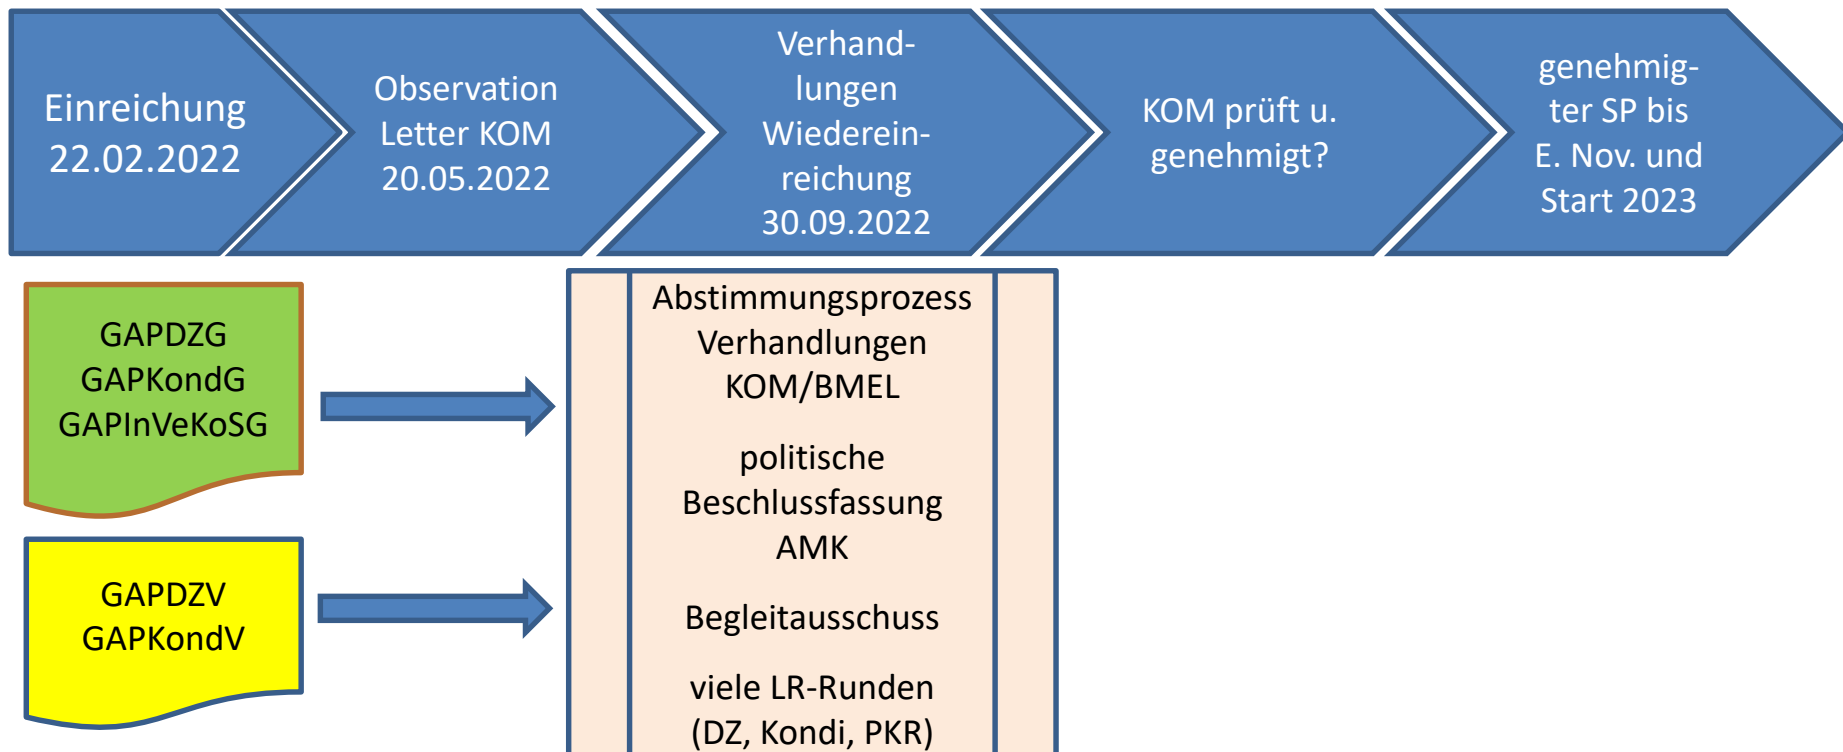 Einreichung
22.02.2022
Observation
Letter KOM
20.05.2022
Verhand-
lungen
Wiederein-
reichung
30.09.2022
KOM prüft u.
genehmigt?
genehmig-
ter SP bis
E. Nov. und
Start 2023
GAPDZG
GAPKondG
GAPInVeKoSG
GAPDZV
GAPKondV
Abstimmungsprozess
Verhandlungen
KOM/BMEL
politische
Beschlussfassung
AMK
Begleitausschuss
viele LR-Runden
(DZ, Kondi, PKR)